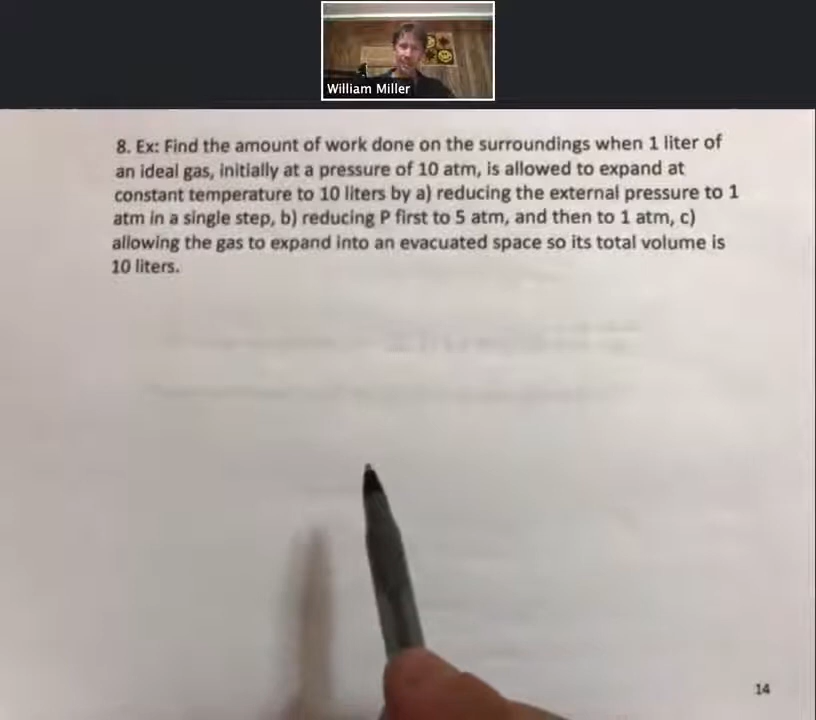 William Miller
8. Ex: Find the amount of work done on the surroundings when 1 liter of
an ideal gas, initially at a pressure of 10 atm, is allowed to expand at
constant temperature to 10 liters by a) reducing the external pressure to 1
atm in a single step, b) reducing P first to 5 atm, and then to 1 atm, c)
allowing the gas to expand into an evacuated space so its total volume is
10 liters.
14